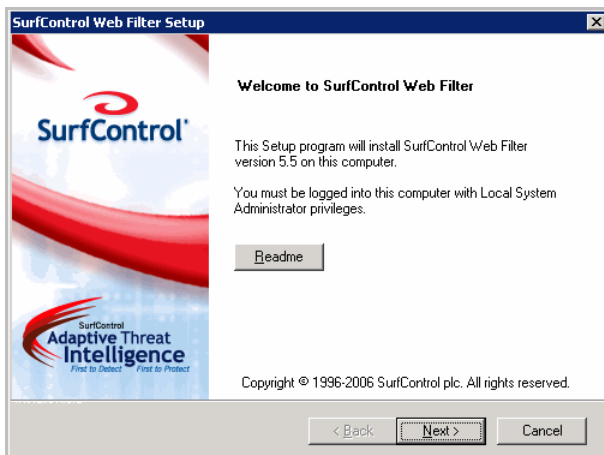 SurfControl Web Filter Setup
SurfControl
Welcome to SurfControl Web Filter
This Setup program will install SurfControl Web Filter
version 5.5 on this computer.
You must be logged into this computer with Local System
Administrator privileges.
Readme
SurfControl
Adaptive Threat
Intelligence
First to Detect First to Protect
Copyright © 1996-2006 SurfControl plc. All rights reserved.
< Back
Next >
Cancel